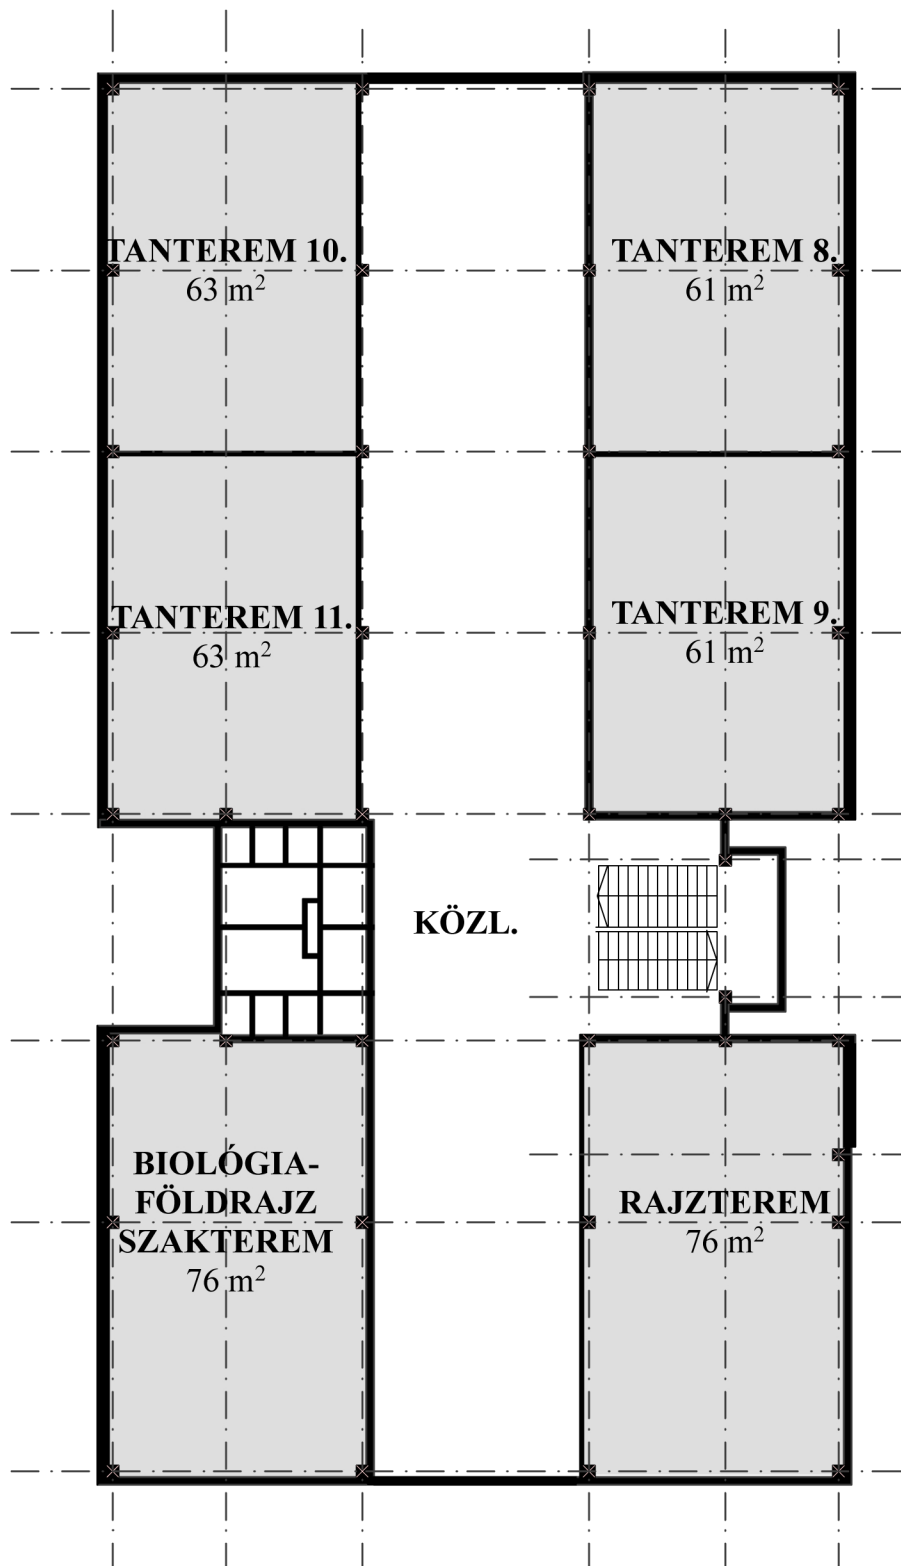 TANTEREM 10.
63 m²
TANTEREM 8.
61 m²
TANTEREM 11.
63 m²
TANTEREM 9.
61 m²
KÖZL.
BIOLÓGIA-
FÖLDRAJZ
SZAKTEREM
76 m²
RAJZTEREM
76 m²